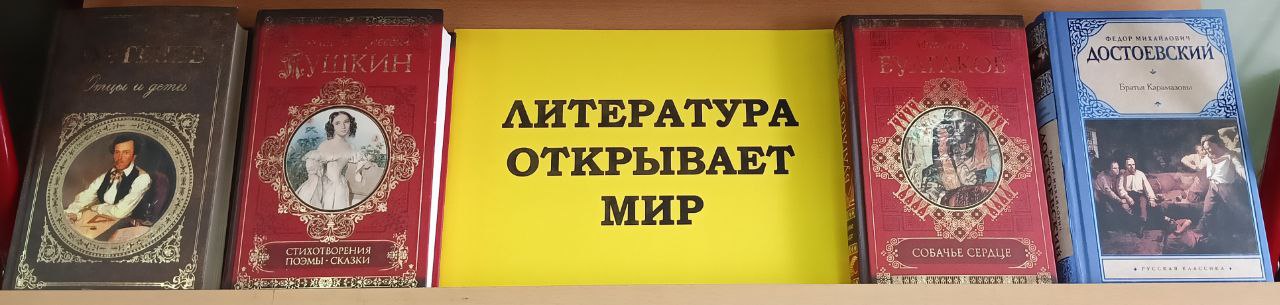 Отцы и дети
ПУШКИН
СТИХОТВОРЕНИЯ
ПОЭМЫ · СКАЗКИ
ЛИТЕРАТУРА
ОТКРЫВАЕТ
МИР
БУЛГАКОВ
СОБАЧЬЕ СЕРДЦЕ
ФЕДОР МИХАЙЛОВИЧ
ДОСТОЕВСКИЙ
Братья Карамазовы
РУССКАЯ КЛАССИКА